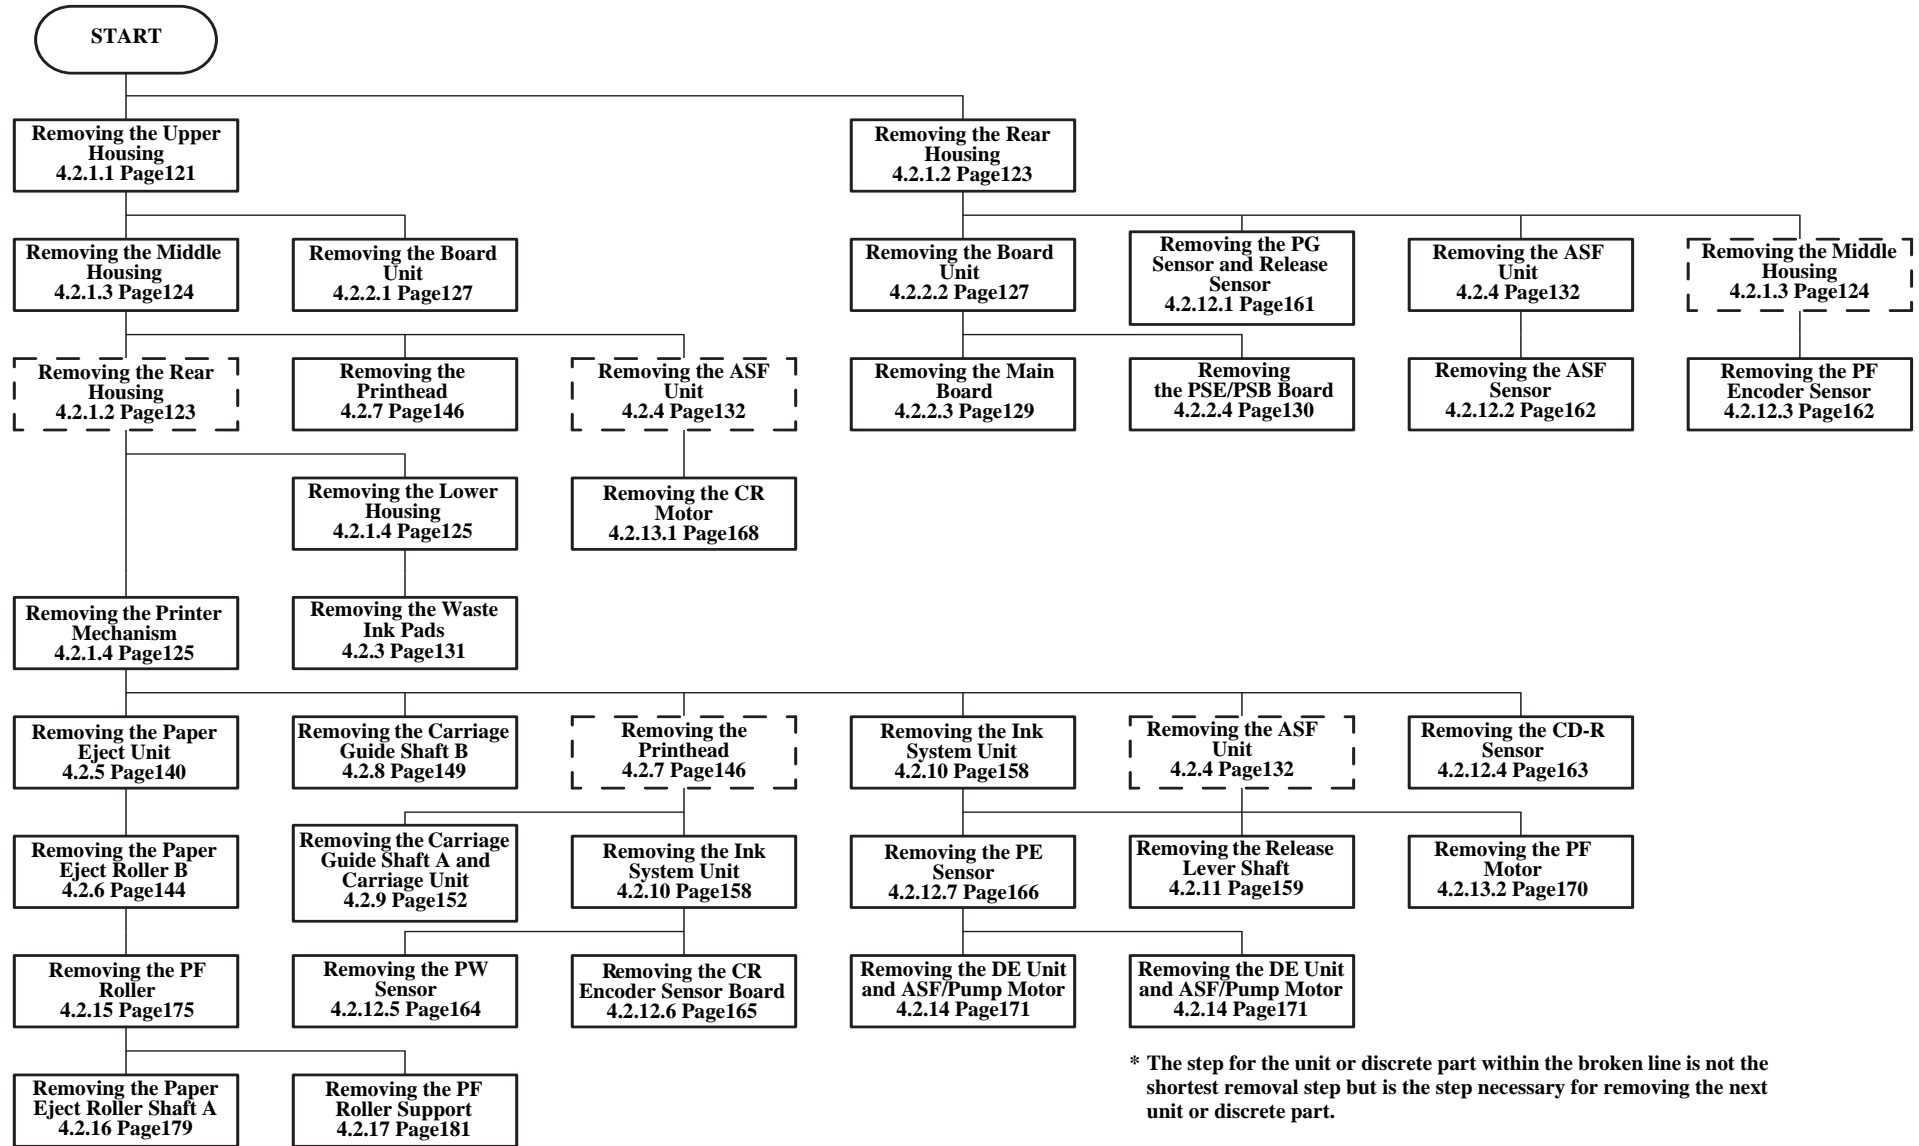 START
Removing the Upper
Housing
4.2.1.1 Page121
Removing the Rear
Housing
4.2.1.2 Page123
Removing the Middle
Housing
4.2.1.3 Page124
Removing the Board
Unit
4.2.2.1 Page127
Removing the Board
Unit
4.2.2.2 Page127
Removing the PG
Sensor and Release
Sensor
4.2.12.1 Page161
Removing the ASF
Unit
4.2.4 Page132
Removing the Middle
Housing
4.2.1.3 Page124
Removing the Rear
Housing
4.2.1.2 Page123
Removing the
Printhead
4.2.7 Page146
Removing the ASF
Unit
4.2.4 Page132
Removing the Main
Board
4.2.2.3 Page129
Removing
the PSE/PSB Board
4.2.2.4 Page130
Removing the ASF
Sensor
4.2.12.2 Page162
Removing the PF
Encoder Sensor
4.2.12.3 Page162
Removing the Lower
Housing
4.2.1.4 Page125
Removing the CR
Motor
4.2.13.1 Page168
Removing the Printer
Mechanism
4.2.1.4 Page125
Removing the Waste
Ink Pads
4.2.3 Page131
Removing the Paper
Eject Unit
4.2.5 Page140
Removing the Carriage
Guide Shaft B
4.2.8 Page149
Removing the
Printhead
4.2.7 Page146
Removing the Ink
System Unit
4.2.10 Page158
Removing the ASF
Unit
4.2.4 Page132
Removing the CD-R
Sensor
4.2.12.4 Page163
Removing the Paper
Eject Roller B
4.2.6 Page144
Removing the Carriage
Guide Shaft A and
Carriage Unit
4.2.9 Page152
Removing the Ink
System Unit
4.2.10 Page158
Removing the PE
Sensor
4.2.12.7 Page166
Removing the Release
Lever Shaft
4.2.11 Page159
Removing the PF
Motor
4.2.13.2 Page170
Removing the PF
Roller
4.2.15 Page175
Removing the PW
Sensor
4.2.12.5 Page164
Removing the CR
Encoder Sensor Board
4.2.12.6 Page165
Removing the DE Unit
and ASF/Pump Motor
4.2.14 Page171
Removing the DE Unit
and ASF/Pump Motor
4.2.14 Page171
Removing the Paper
Eject Roller Shaft A
4.2.16 Page179
Removing the PF
Roller Support
4.2.17 Page181
* The step for the unit or discrete part within the broken line is not the
shortest removal step but is the step necessary for removing the next
unit or discrete part.